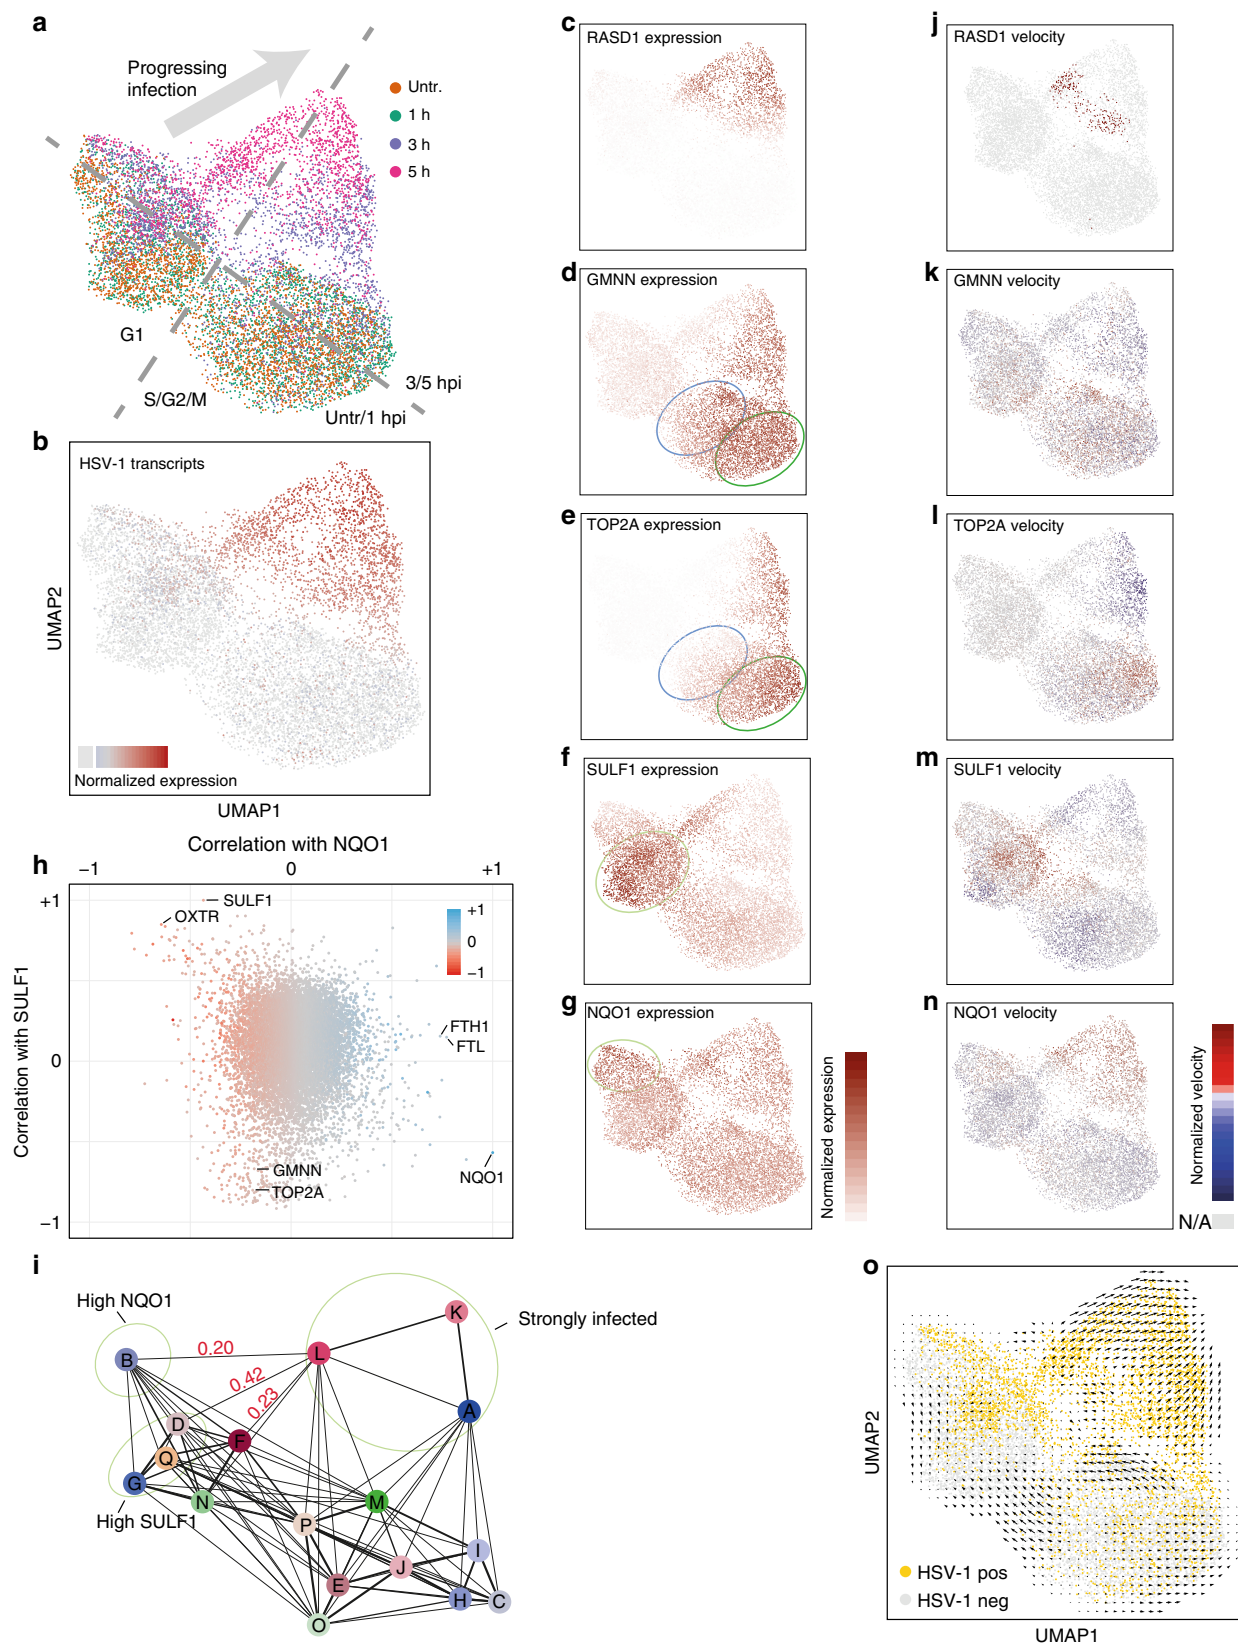 a
Progressing
infection
Untr.
1 h
3 h
5 h
G1
S/G2/M
3/5 hpi
Untr/1 hpi
b
HSV-1 transcripts
Normalized expression
UMAP2
UMAP1
c
RASD1 expression
d
GMNN expression
e
TOP2A expression
f
SULF1 expression
g
NQO1 expression
Normalized expression
h
Correlation with NQO1
−1
0
+1
Correlation with SULF1
+1
0
−1
SULF1
OXTR
+1
0
−1
FTH1
FTL
GMNN
TOP2A
NQO1
i
High NQO1
Strongly infected
High SULF1
0.20
0.42
0.23
K
L
B
A
D
F
Q
G
N
M
P
I
J
E
H
C
O
j
RASD1 velocity
k
GMNN velocity
l
TOP2A velocity
m
SULF1 velocity
n
NQO1 velocity
Normalized velocity
N/A
o
HSV-1 pos
HSV-1 neg
UMAP2
UMAP1